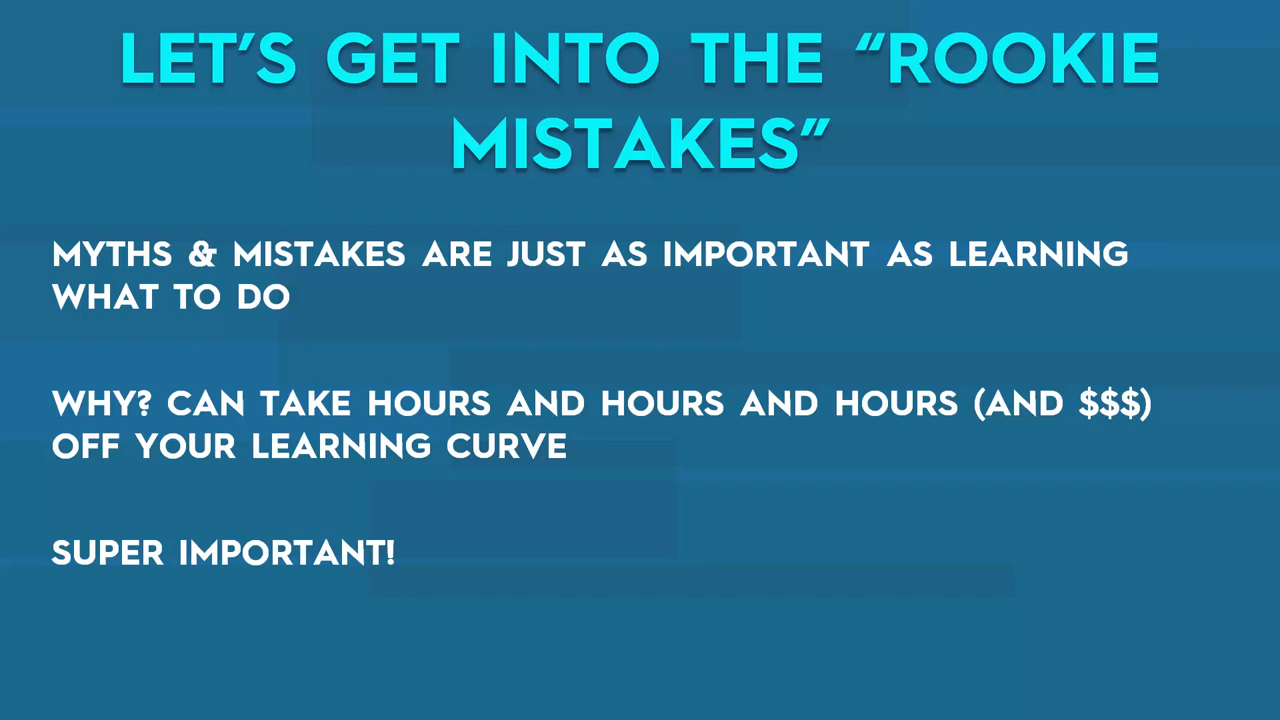 LET’S GET INTO THE “ROOKIE
MISTAKES”
MYTHS & MISTAKES ARE JUST AS IMPORTANT AS LEARNING
WHAT TO DO
WHY? CAN TAKE HOURS AND HOURS AND HOURS (AND $$$)
OFF YOUR LEARNING CURVE
SUPER IMPORTANT!